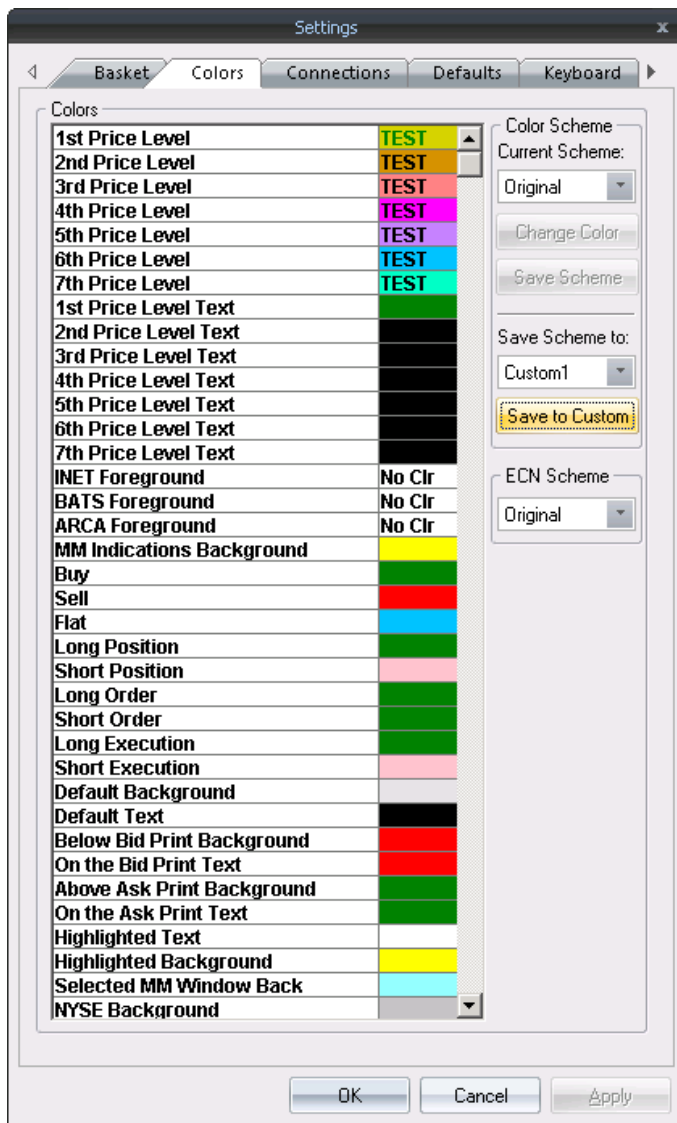 Settings x
Basket Colors Connections Defaults Keyboard
Colors
1st Price Level TEST
2nd Price Level TEST
3rd Price Level TEST
4th Price Level TEST
5th Price Level TEST
6th Price Level TEST
7th Price Level TEST
1st Price Level Text
2nd Price Level Text
3rd Price Level Text
4th Price Level Text
5th Price Level Text
6th Price Level Text
7th Price Level Text
INET Foreground No Clr
BATS Foreground No Clr
ARCA Foreground No Clr
MM Indications Background
Buy
Sell
Flat
Long Position
Short Position
Long Order
Short Order
Long Execution
Short Execution
Default Background
Default Text
Below Bid Print Background
On the Bid Print Text
Above Ask Print Background
On the Ask Print Text
Highlighted Text
Highlighted Background
Selected MM Window Back
NYSE Background
Color Scheme
Current Scheme:
Original
Change Color
Save Scheme
Save Scheme to:
Custom1
Save to Custom
ECN Scheme
Original
OK Cancel Apply